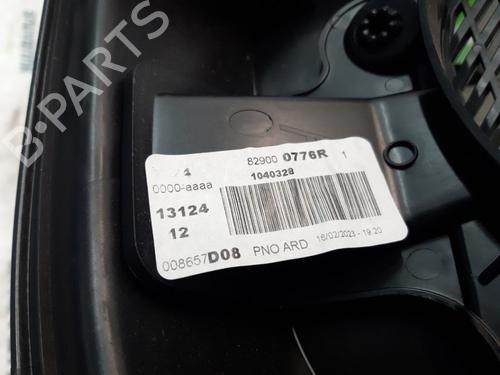 B-PARTS
1 82900 0776R 1
0000-aaaa 1040328
13124
12
008657D08 PNO ARD 16/02/2023 - 19:20